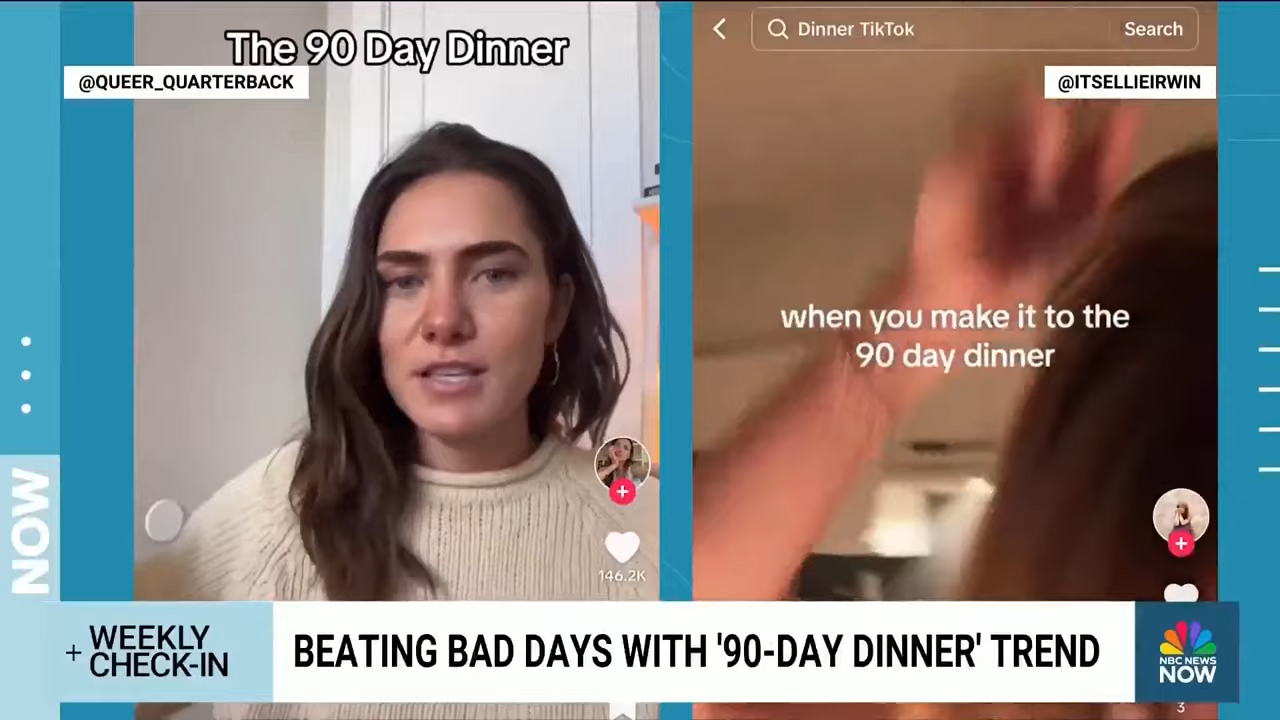 The 90 Day Dinner
@QUEER_QUARTERBACK
146.2K
Dinner TikTok
Search
@ITSELLIEIRWIN
when you make it to the
90 day dinner
NOW
+ WEEKLY
CHECK-IN
BEATING BAD DAYS WITH '90-DAY DINNER' TREND
NBC NEWS
NOW
3